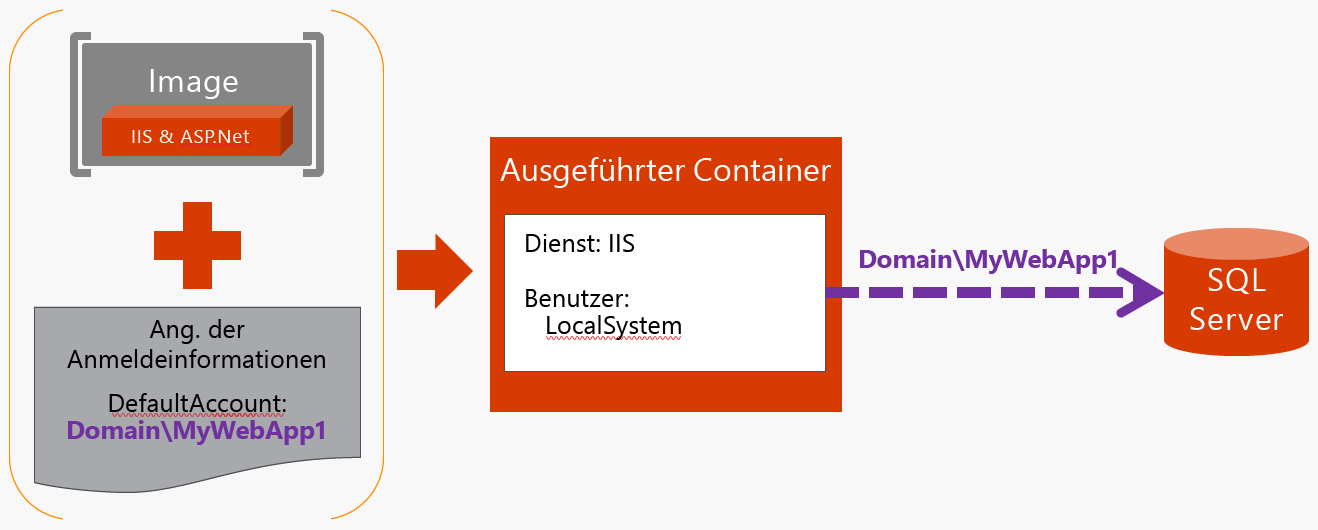 Image
IIS & ASP.Net
Ang. der
Anmeldeinformationen
DefaultAccount:
Domain\MyWebApp1
Ausgeführter Container
Dienst: IIS
Benutzer:
LocalSystem
Domain\MyWebApp1
SQL
Server